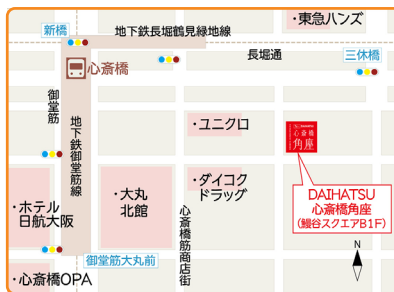 ・東急ハンズ
新橋
地下鉄長堀鶴見緑地線
長堀通
三休橋
心斎橋
御堂筋
地下鉄御堂筋線
・ユニクロ
心斎橋
角座
・ダイコク
ドラッグ
DAIHATSU
心斎橋角座
(鰻谷スクエアB1F)
・ホテル
日航大阪
・大丸
北館
心斎橋筋商店街
御堂筋大丸前
・心斎橋OPA
N